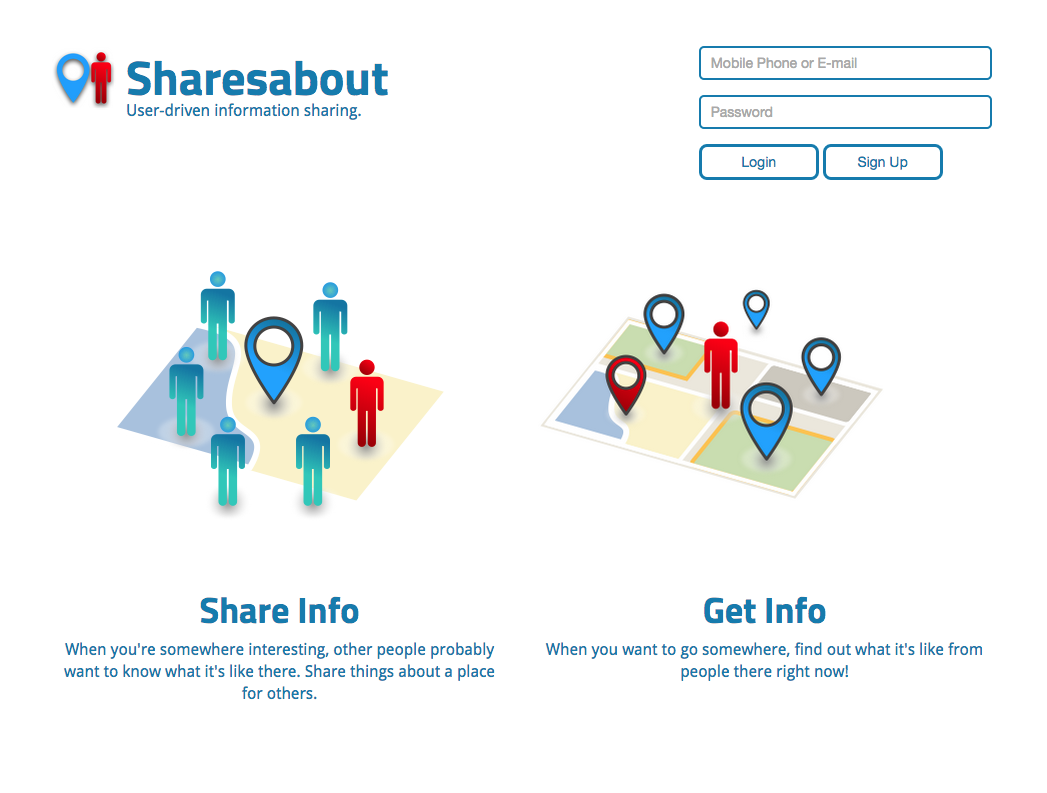 Sharesabout
User-driven information sharing.
Mobile Phone or E-mail
Password
Login
Sign Up
Share Info
When you're somewhere interesting, other people probably
want to know what it's like there. Share things about a place
for others.
Get Info
When you want to go somewhere, find out what it's like from
people there right now!